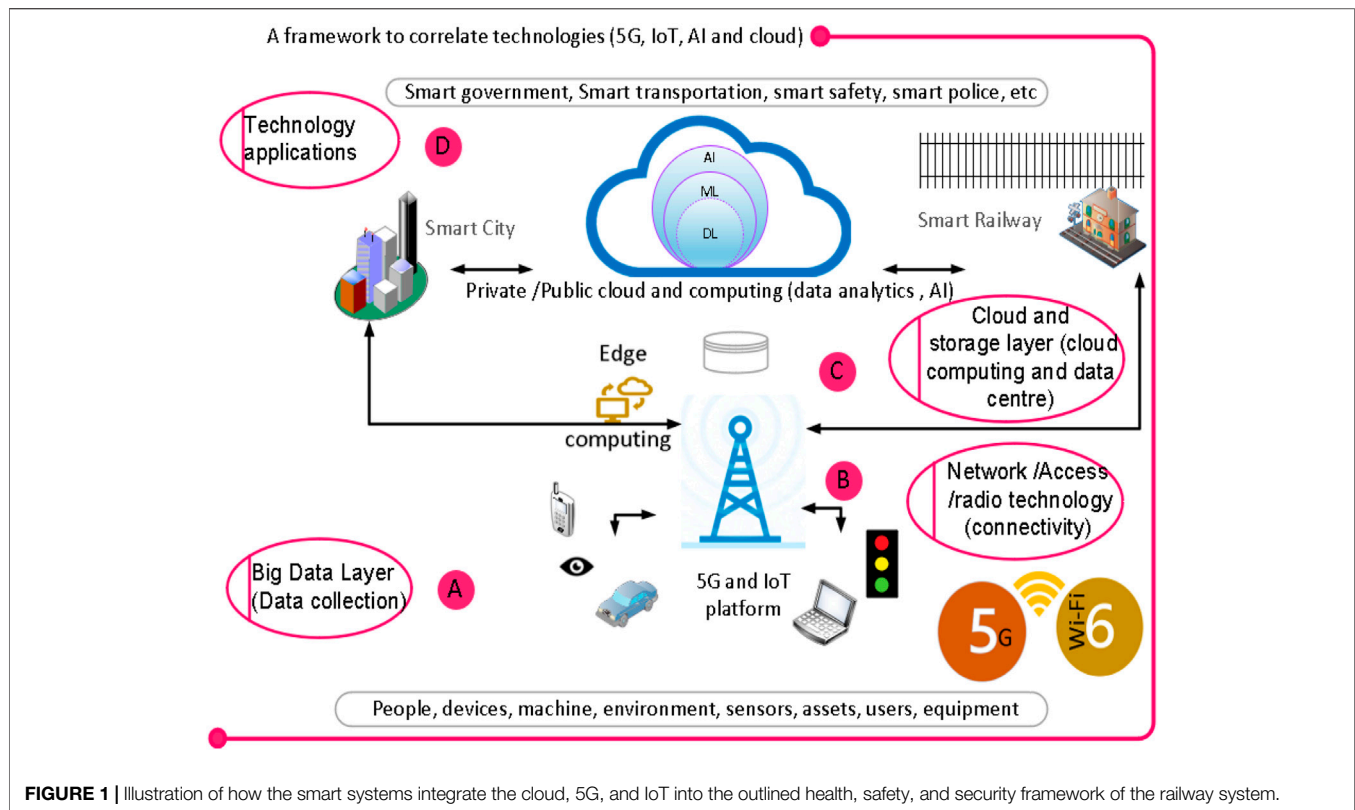 A framework to correlate technologies (5G, IoT, AI and cloud)
Smart government, Smart transportation, smart safety, smart police, etc
Technology
applications
D
AI
ML
DL
Smart City
Smart Railway
Private /Public cloud and computing (data analytics , AI)
Cloud and
storage layer (cloud
computing and data
centre)
C
Edge
computing
B
Network /Access
/radio technology
(connectivity)
Big Data Layer
(Data collection)
A
5G and IoT
platform
5G
Wi-Fi 6
People, devices, machine, environment, sensors, assets, users, equipment
FIGURE 1 | Illustration of how the smart systems integrate the cloud, 5G, and IoT into the outlined health, safety, and security framework of the railway system.